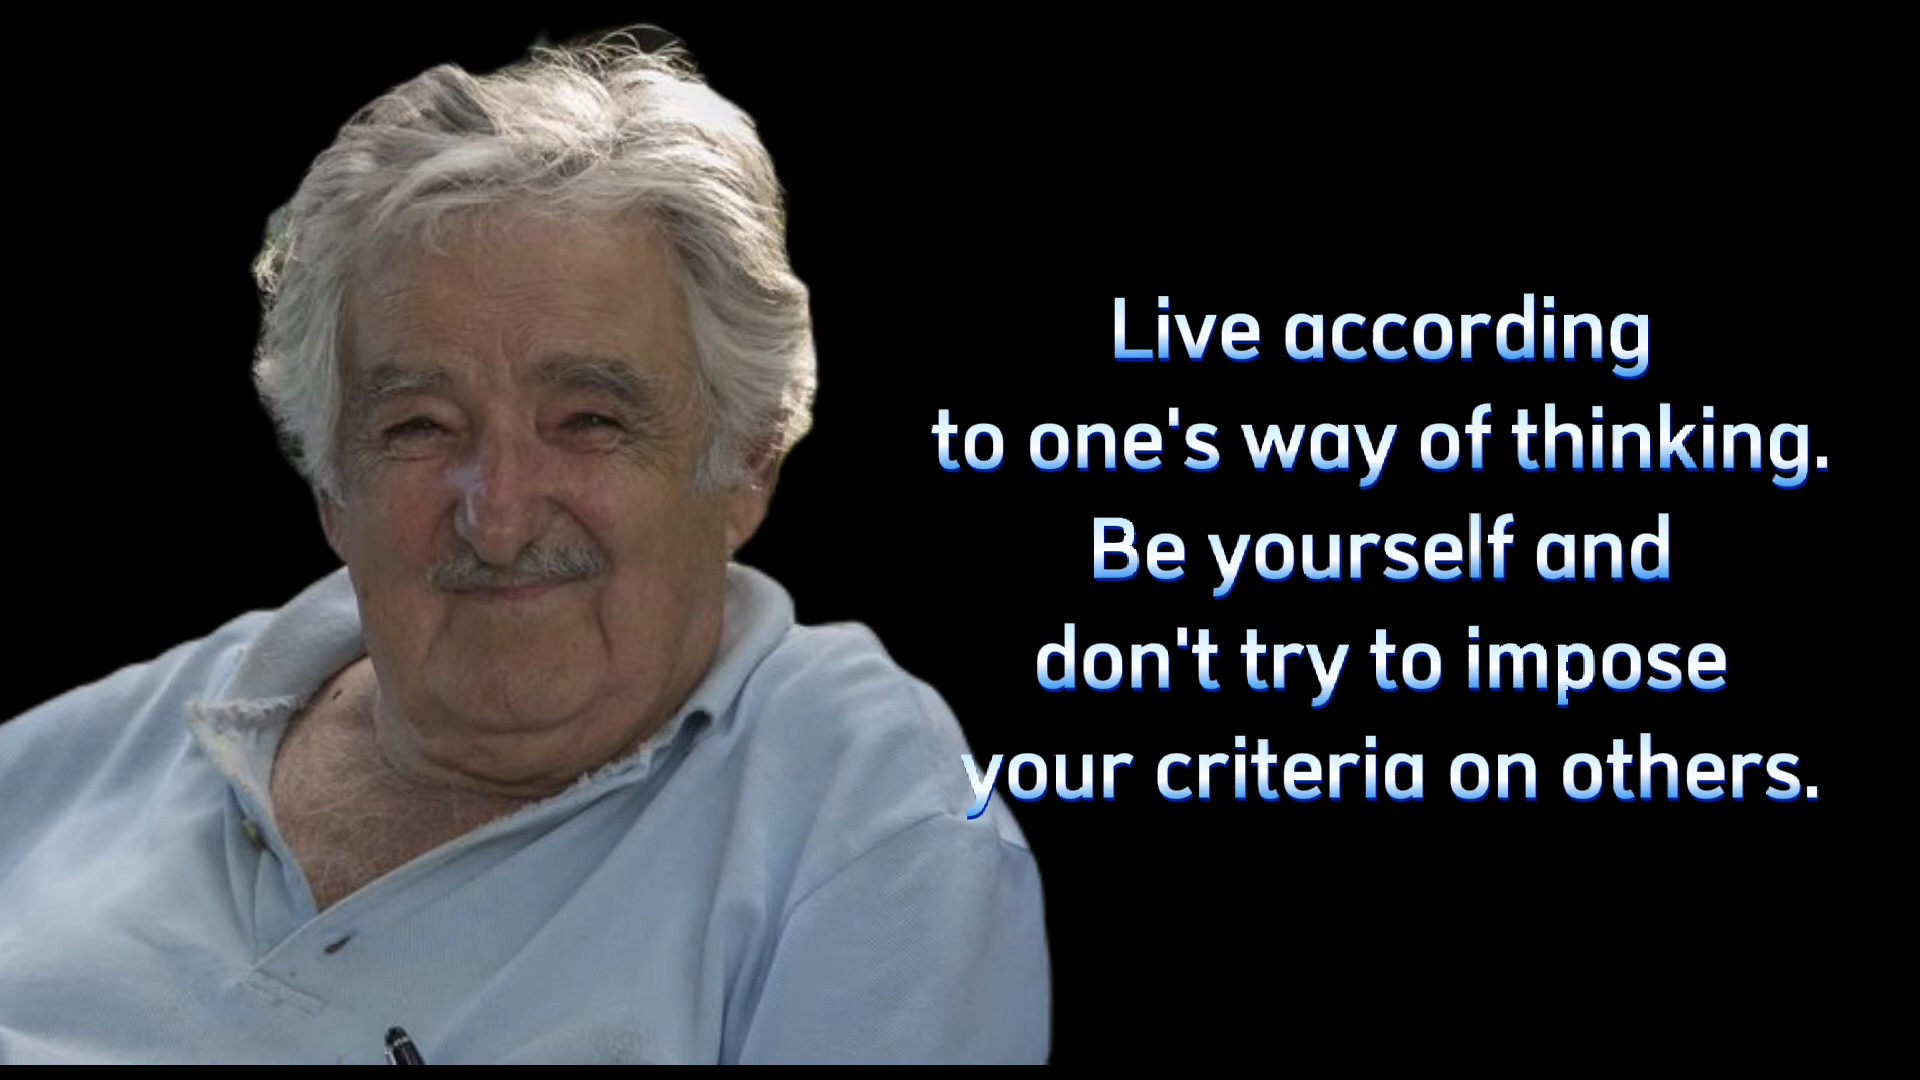 Live according
to one's way of thinking.
Be yourself and
don't try to impose
your criteria on others.